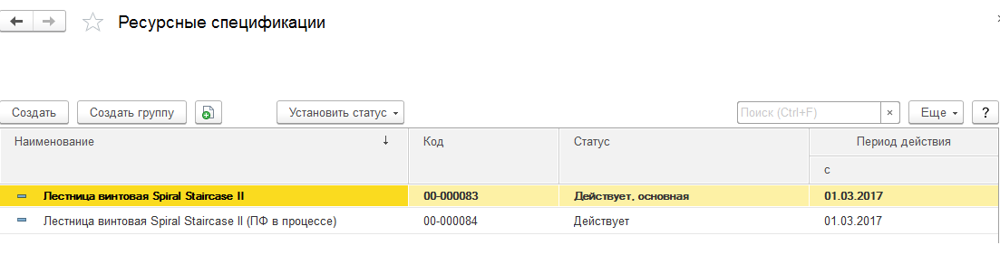 Ресурсные спецификации
Создать Создать группу Установить статус Поиск (Ctrl+F) × Еще ?
Наименование ↓ Код Статус Период действия
с
Лестница винтовая Spiral Staircase II 00-000083 Действует, основная 01.03.2017
Лестница винтовая Spiral Staircase II (ПФ в процессе) 00-000084 Действует 01.03.2017